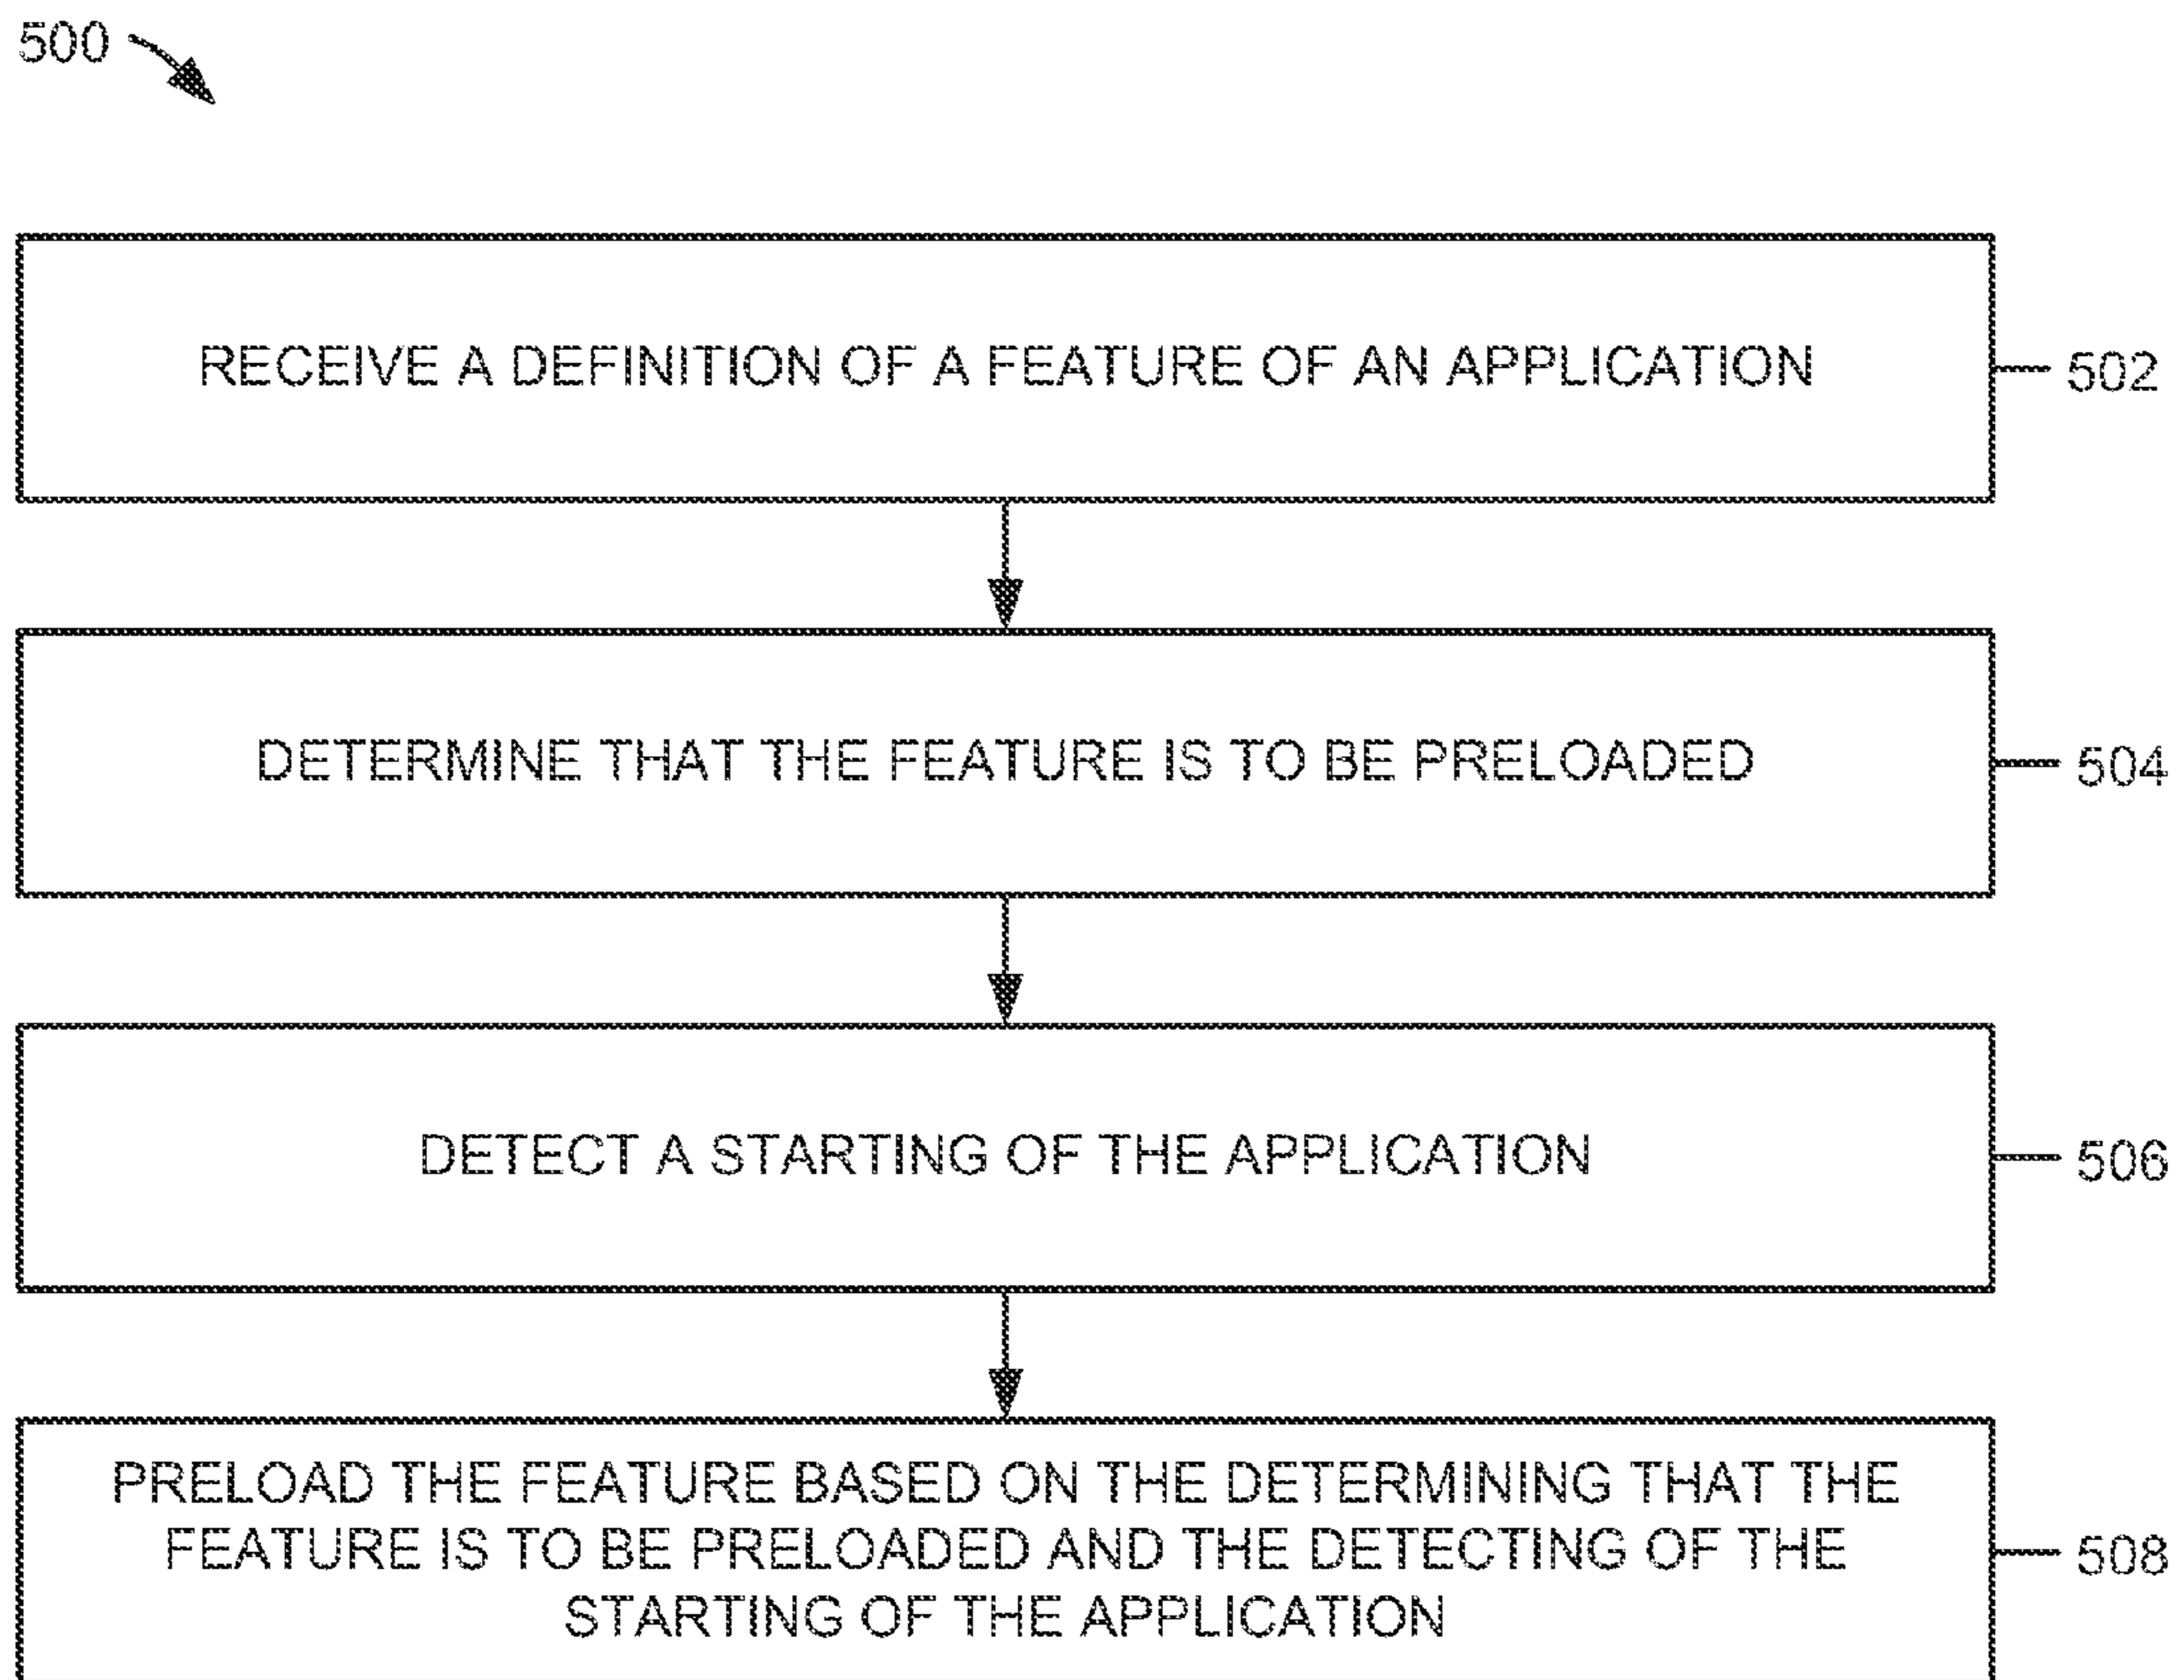 500
RECEIVE A DEFINITION OF A FEATURE OF AN APPLICATION
502
DETERMINE THAT THE FEATURE IS TO BE PRELOADED
504
DETECT A STARTING OF THE APPLICATION
506
PRELOAD THE FEATURE BASED ON THE DETERMINING THAT THE
FEATURE IS TO BE PRELOADED AND THE DETECTING OF THE
STARTING OF THE APPLICATION
508